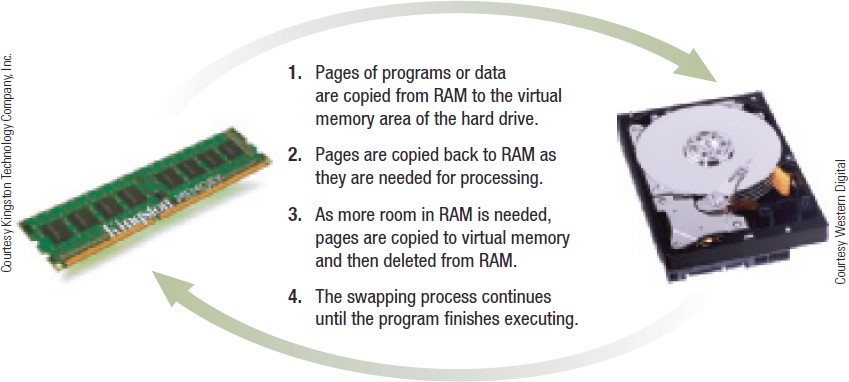 Courtesy Kingston Technology Company, Inc.
1. Pages of programs or data
are copied from RAM to the virtual
memory area of the hard drive.
2. Pages are copied back to RAM as
they are needed for processing.
3. As more room in RAM is needed,
pages are copied to virtual memory
and then deleted from RAM.
4. The swapping process continues
until the program finishes executing.
Kingston
MEMORY
Courtesy Western Digital